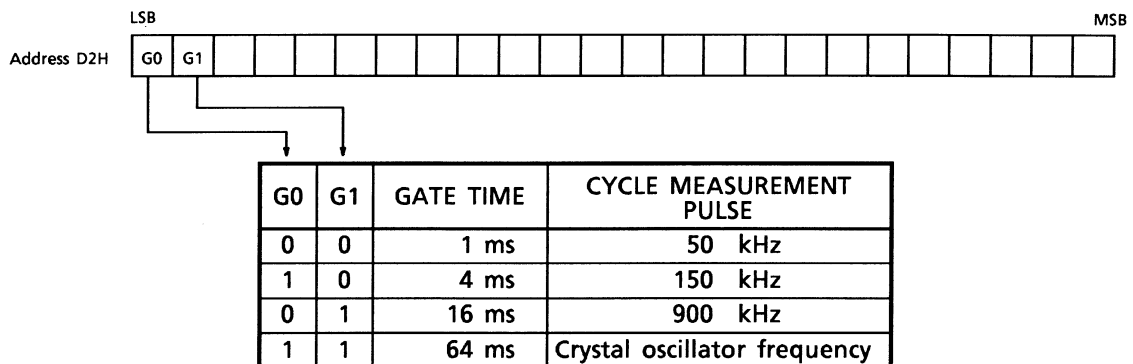 LSB MSB
Address D2H G0 G1
G0 G1 GATE TIME CYCLE MEASUREMENT PULSE
0 0 1 ms 50 kHz
1 0 4 ms 150 kHz
0 1 16 ms 900 kHz
1 1 64 ms Crystal oscillator frequency